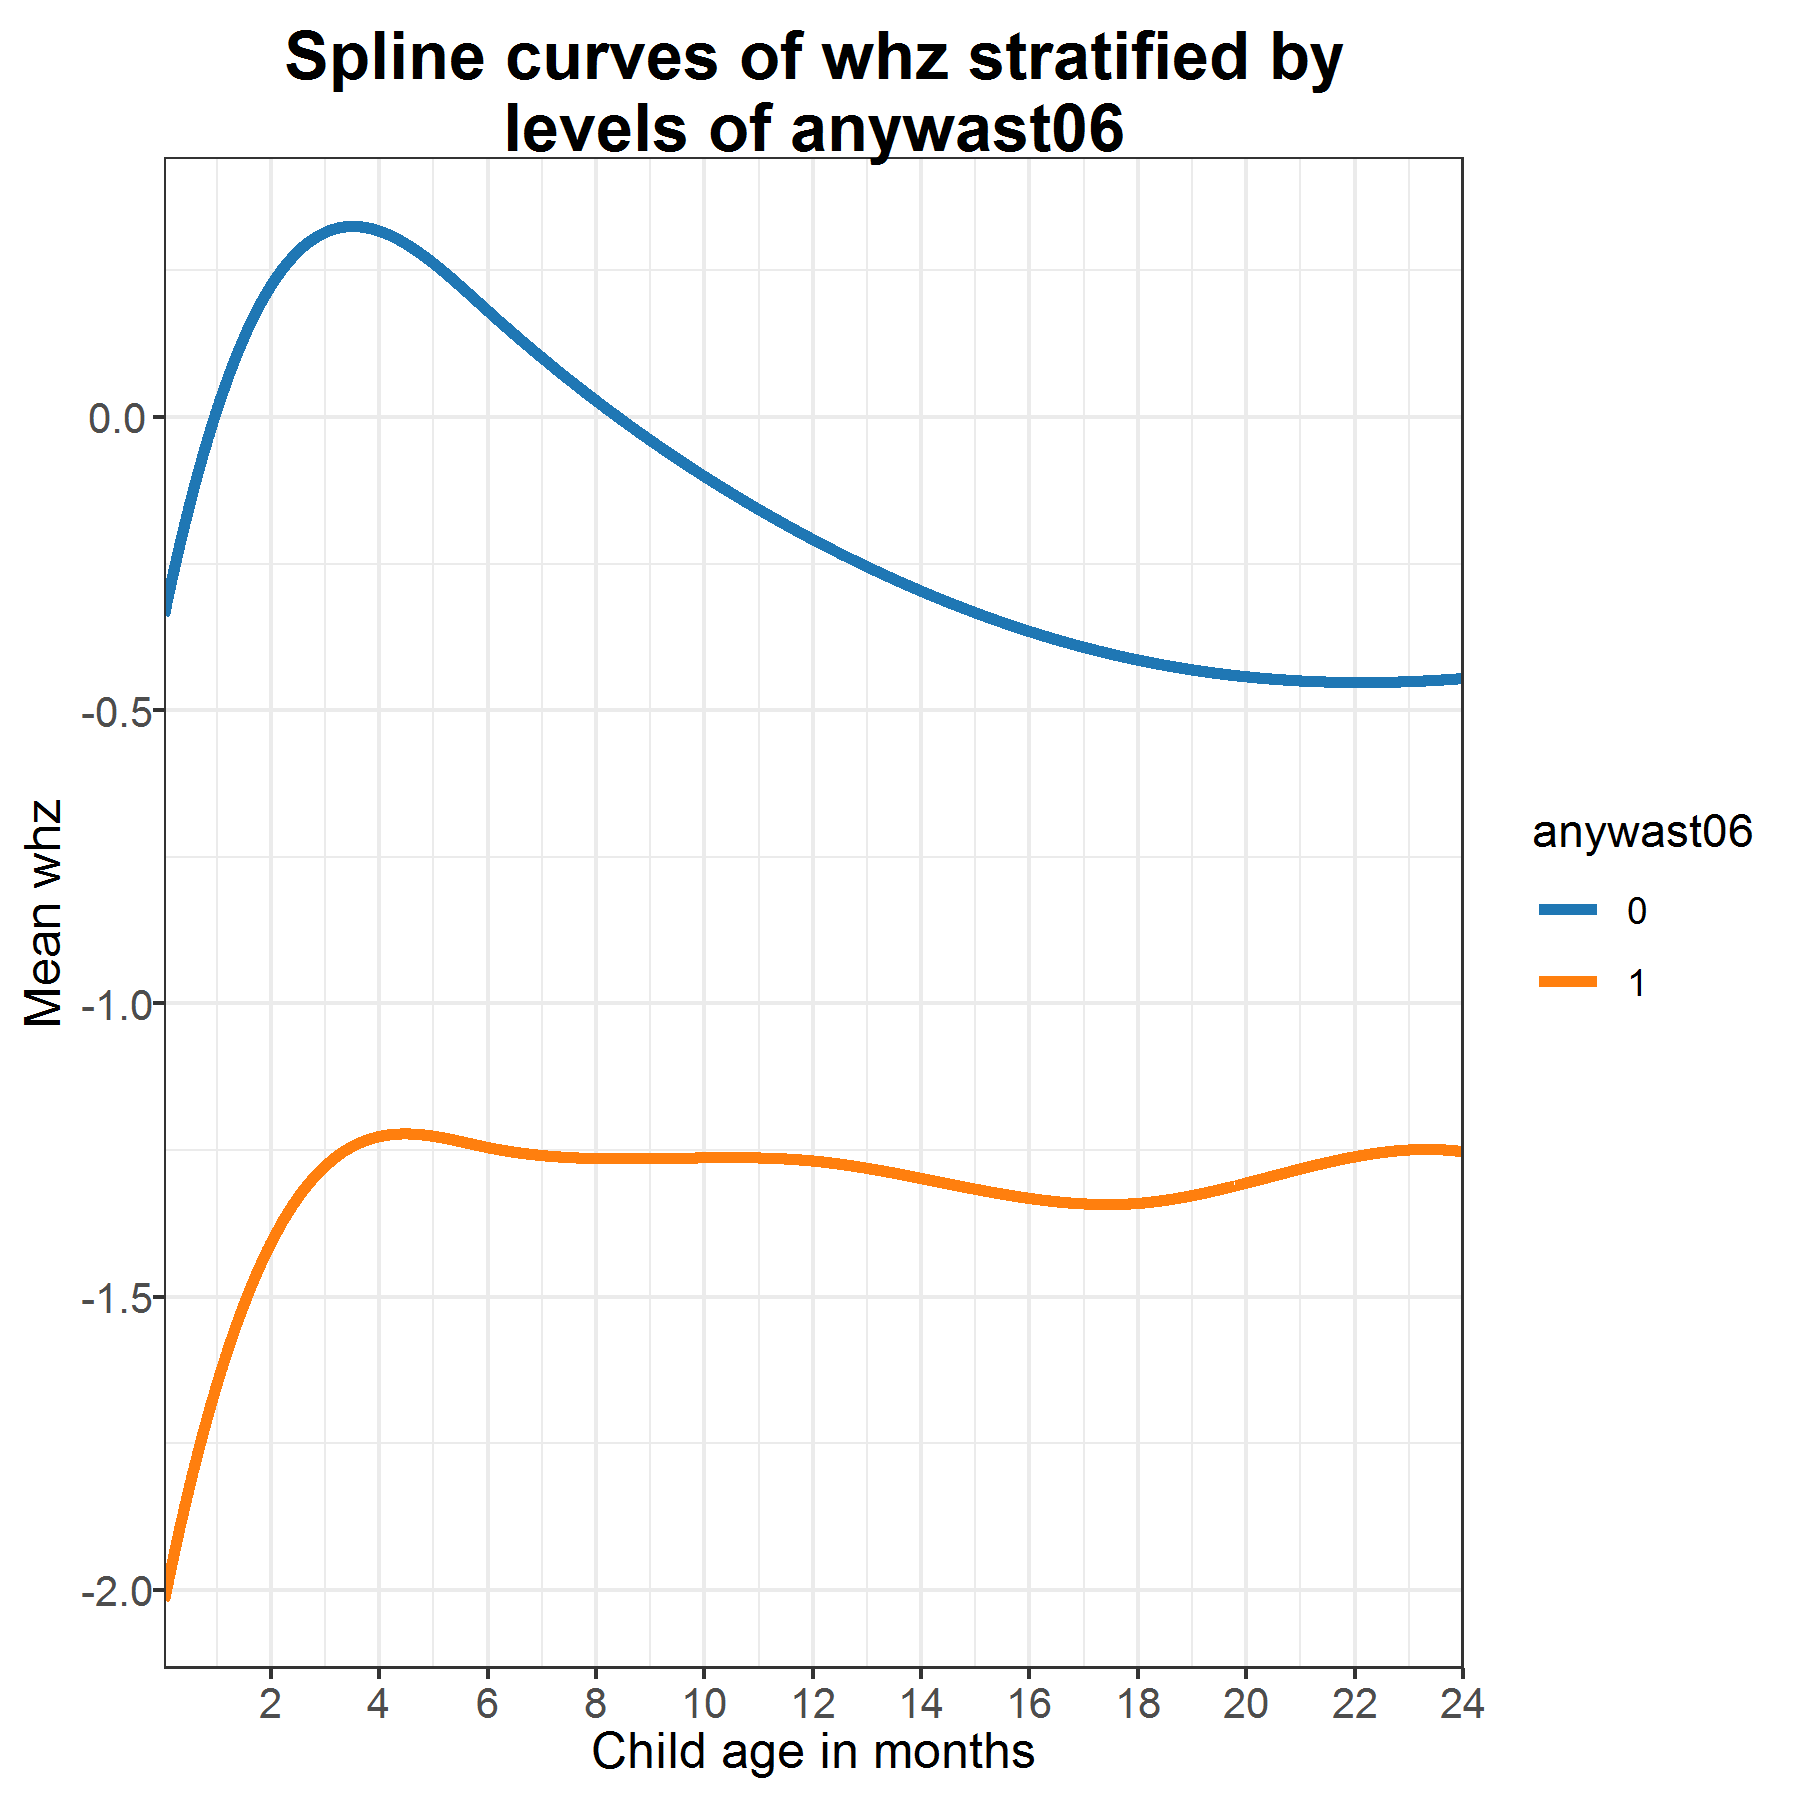 Spline curves of whz stratified by
levels of anywast06
Mean whz
0.0
-0.5
-1.0
-1.5
-2.0
2 4 6 8 10 12 14 16 18 20 22 24
Child age in months
anywast06
0
1